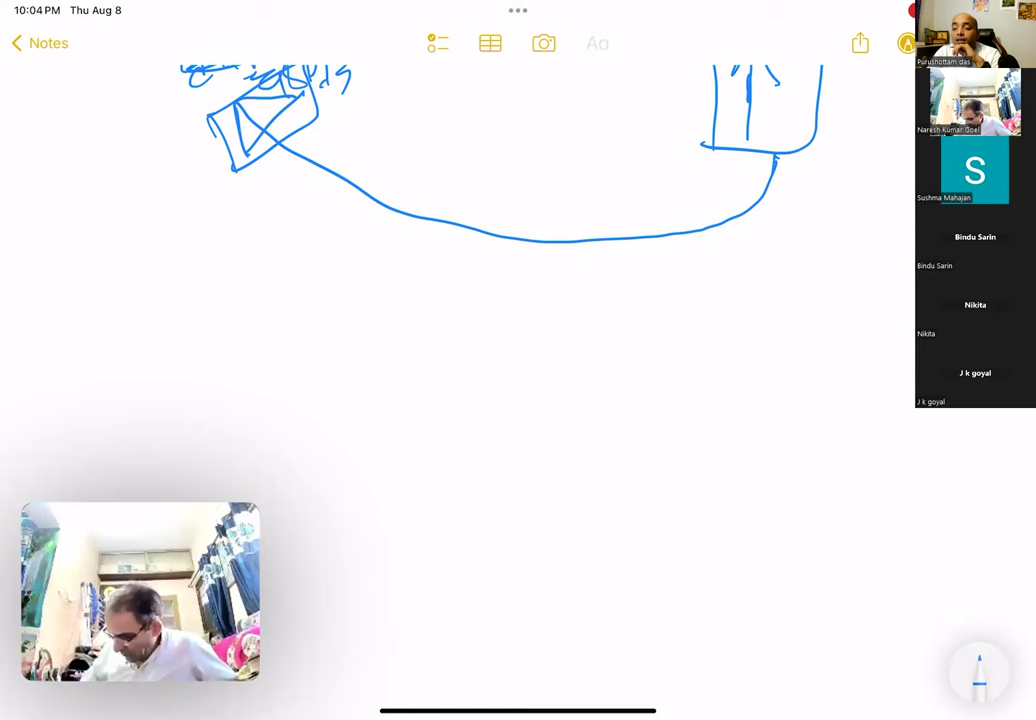 10:04 PM Thu Aug 8
Notes
Aa
Purushottam das
Naresh Kumar Goel
S
Sushma Mahajan
Bindu Sarin
Bindu Sarin
Nikita
Nikita
J k goyal
J k goyal